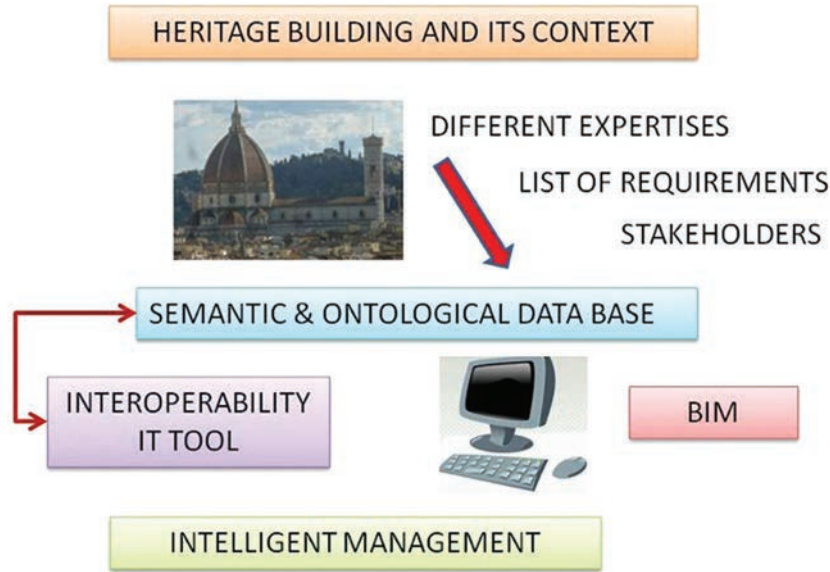 HERITAGE BUILDING AND ITS CONTEXT
DIFFERENT EXPERTISES
LIST OF REQUIREMENTS
STAKEHOLDERS
SEMANTIC & ONTOLOGICAL DATA BASE
INTEROPERABILITY
IT TOOL
BIM
INTELLIGENT MANAGEMENT